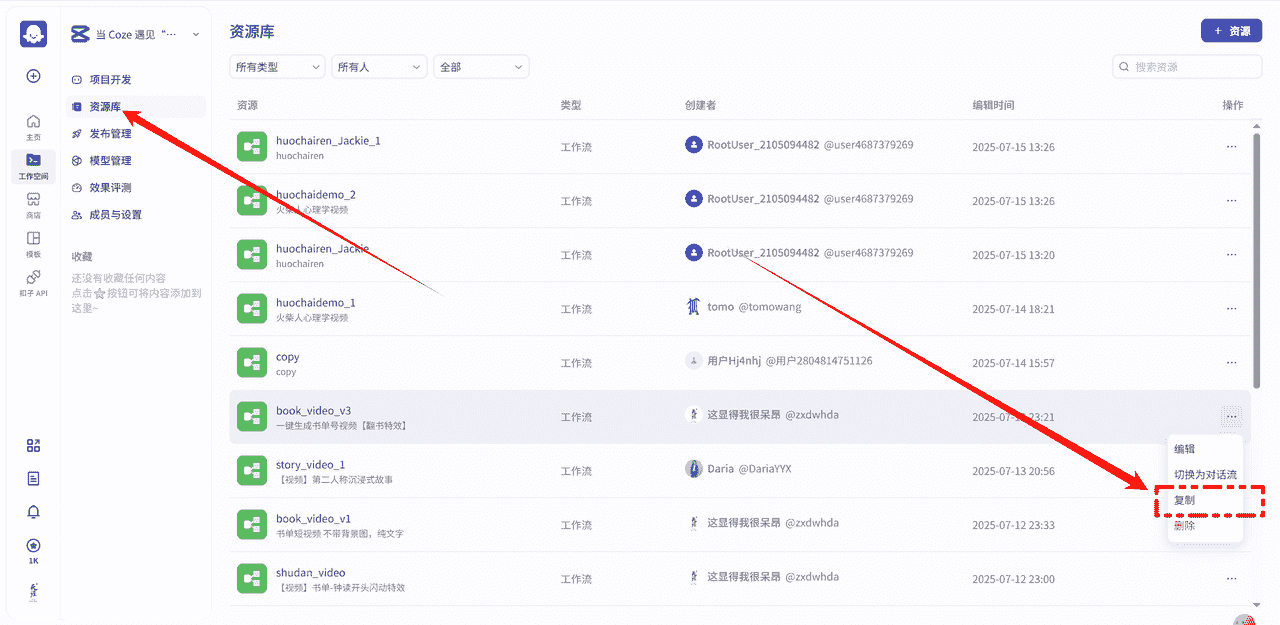 当 Coze 遇见 “…
项目开发
资源库
发布管理
模型管理
效果评测
成员与设置
收藏
还没有收藏任何内容
点击☆按钮可将内容添加到
这里~
主页
工作空间
商店
模板
扣子 API
1K
资源库
+ 资源
所有类型
所有人
全部
搜索资源
资源 类型 创建者 编辑时间 操作
huochairen_Jackie_1
huochairen
工作流 RootUser_2105094482 @user4687379269 2025-07-15 13:26 ...
huochaidemo_2
火柴人心理学视频
工作流 RootUser_2105094482 @user4687379269 2025-07-15 13:26 ...
huochairen_Jackie
huochairen
工作流 RootUser_2105094482 @user4687379269 2025-07-15 13:20 ...
huochaidemo_1
火柴人心理学视频
工作流 tomo @tomowang 2025-07-14 18:21 ...
copy
copy
工作流 用户Hj4nhj @用户2804814751126 2025-07-14 15:57 ...
book_video_v3
一键生成书单号视频【翻书特效】
工作流 这显得我很呆昂 @zxdwhda 2025-07-13 23:21 ...
story_video_1
【视频】第二人称沉浸式故事
工作流 Daria @DariaYYX 2025-07-13 20:56
book_video_v1
书单短视频 不带背景图，纯文字
工作流 这显得我很呆昂 @zxdwhda 2025-07-12 23:33
shudan_video
【视频】书单-钟读开头闪动特效
工作流 这显得我很呆昂 @zxdwhda 2025-07-12 23:00 ...
编辑
切换为对话流
复制
删除